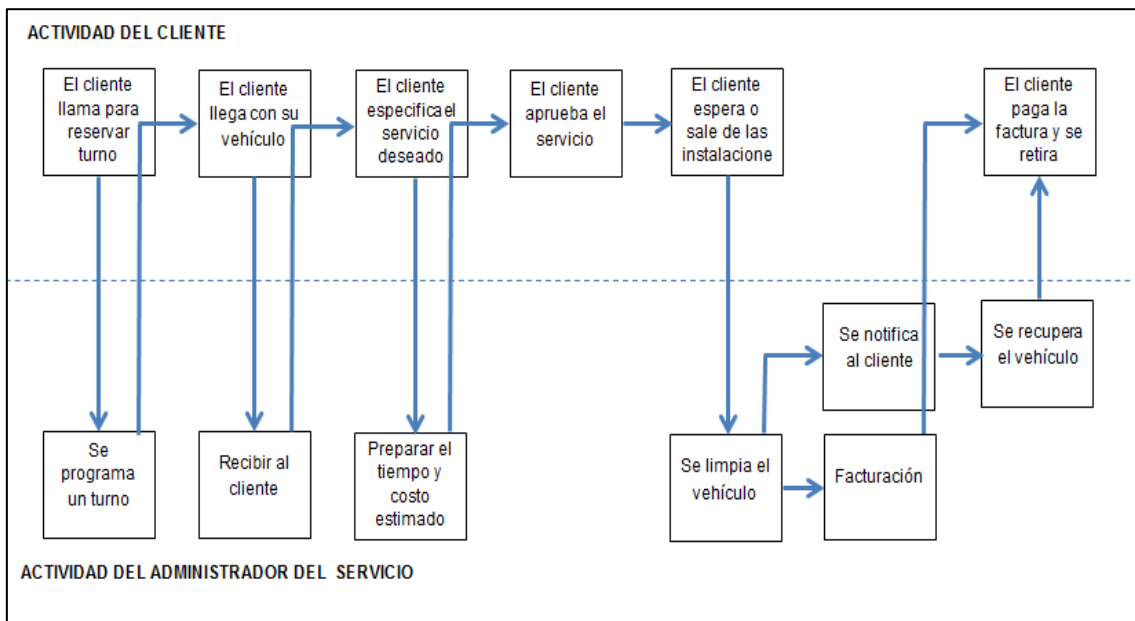 ACTIVIDAD DEL CLIENTE
El cliente
llama para
reservar
turno
El cliente
llega con su
vehículo
El cliente
especifica el
servicio
deseado
El cliente
aprueba el
servicio
El cliente
espera o
sale de las
instalacione
El cliente
paga la
factura y se
retira
Se notifica
al cliente
Se recupera
el vehículo
Se
programa
un turno
Recibir al
cliente
Preparar el
tiempo y
costo
estimado
Se limpia el
vehículo
Facturación
ACTIVIDAD DEL ADMINISTRADOR DEL SERVICIO